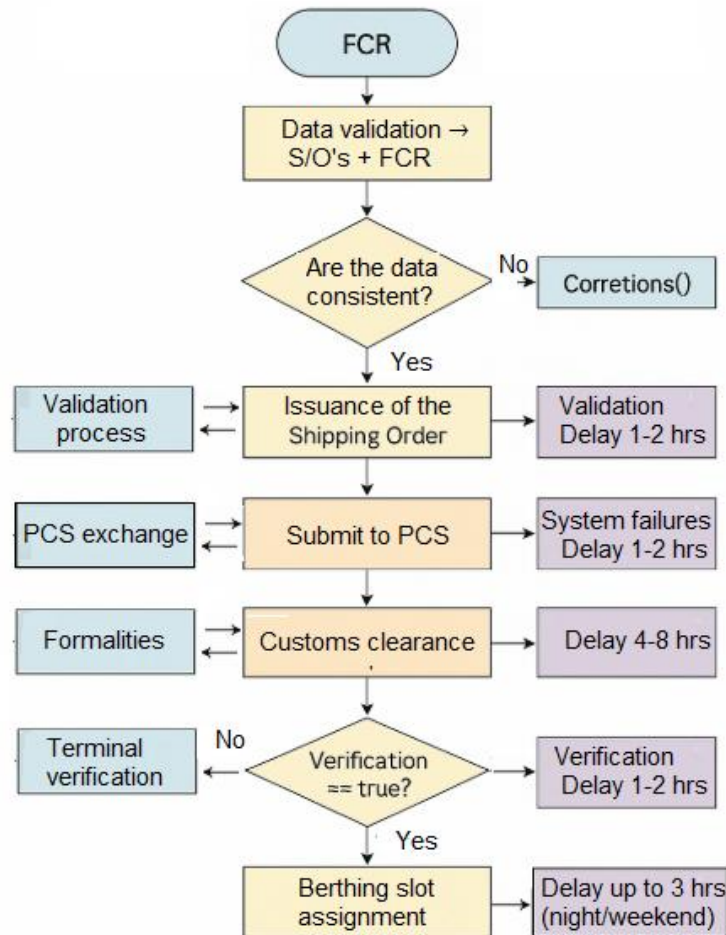 FCR
Data validation →
S/O's + FCR
Are the data
consistent?
No
Corretions()
Yes
Validation
process
Issuance of the
Shipping Order
Validation
Delay 1-2 hrs
PCS exchange
Submit to PCS
System failures
Delay 1-2 hrs
Formalities
Customs clearance
Delay 4-8 hrs
Terminal
verification
No
Verification
== true?
Verification
Delay 1-2 hrs
Yes
Berthing slot
assignment
Delay up to 3 hrs
(night/weekend)